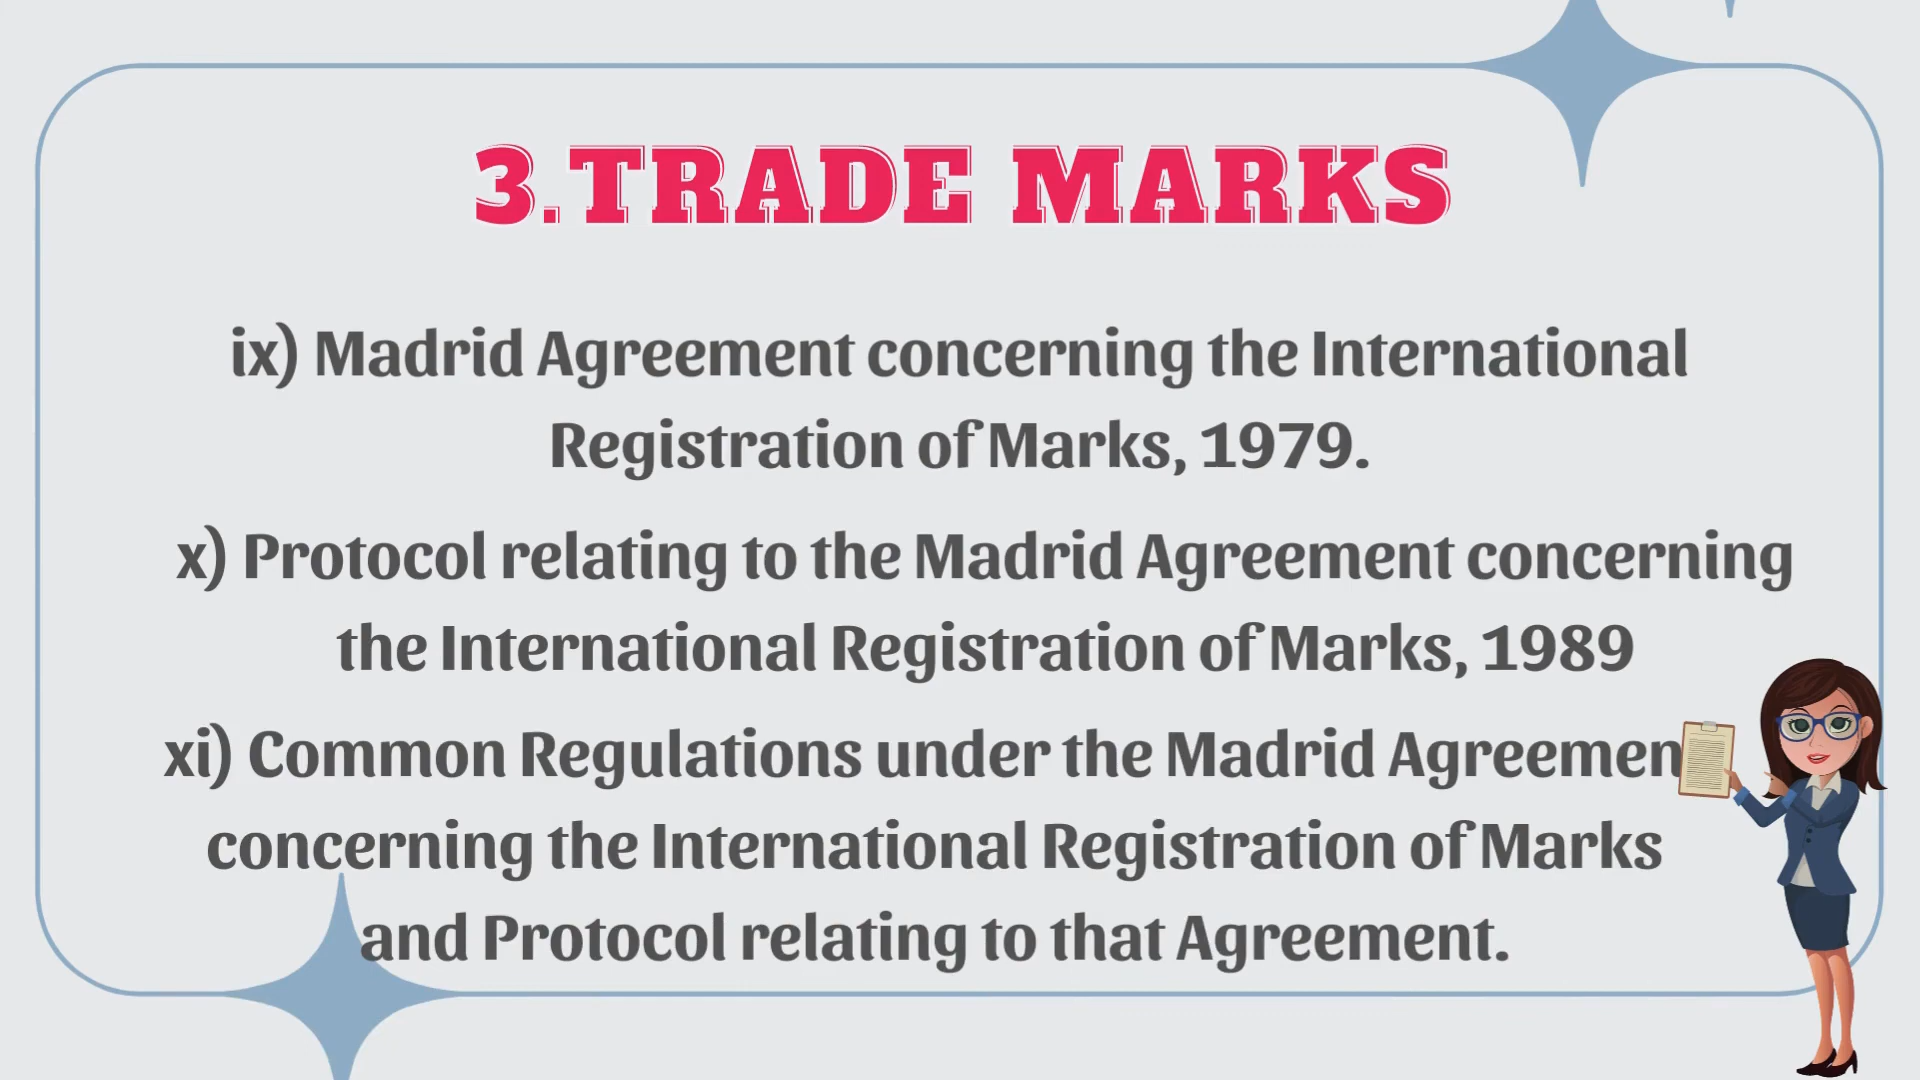 3.TRADE MARKS
ix) Madrid Agreement concerning the International
Registration of Marks, 1979.
x) Protocol relating to the Madrid Agreement concerning
the International Registration of Marks, 1989
xi) Common Regulations under the Madrid Agreemen
concerning the International Registration of Marks
and Protocol relating to that Agreement.